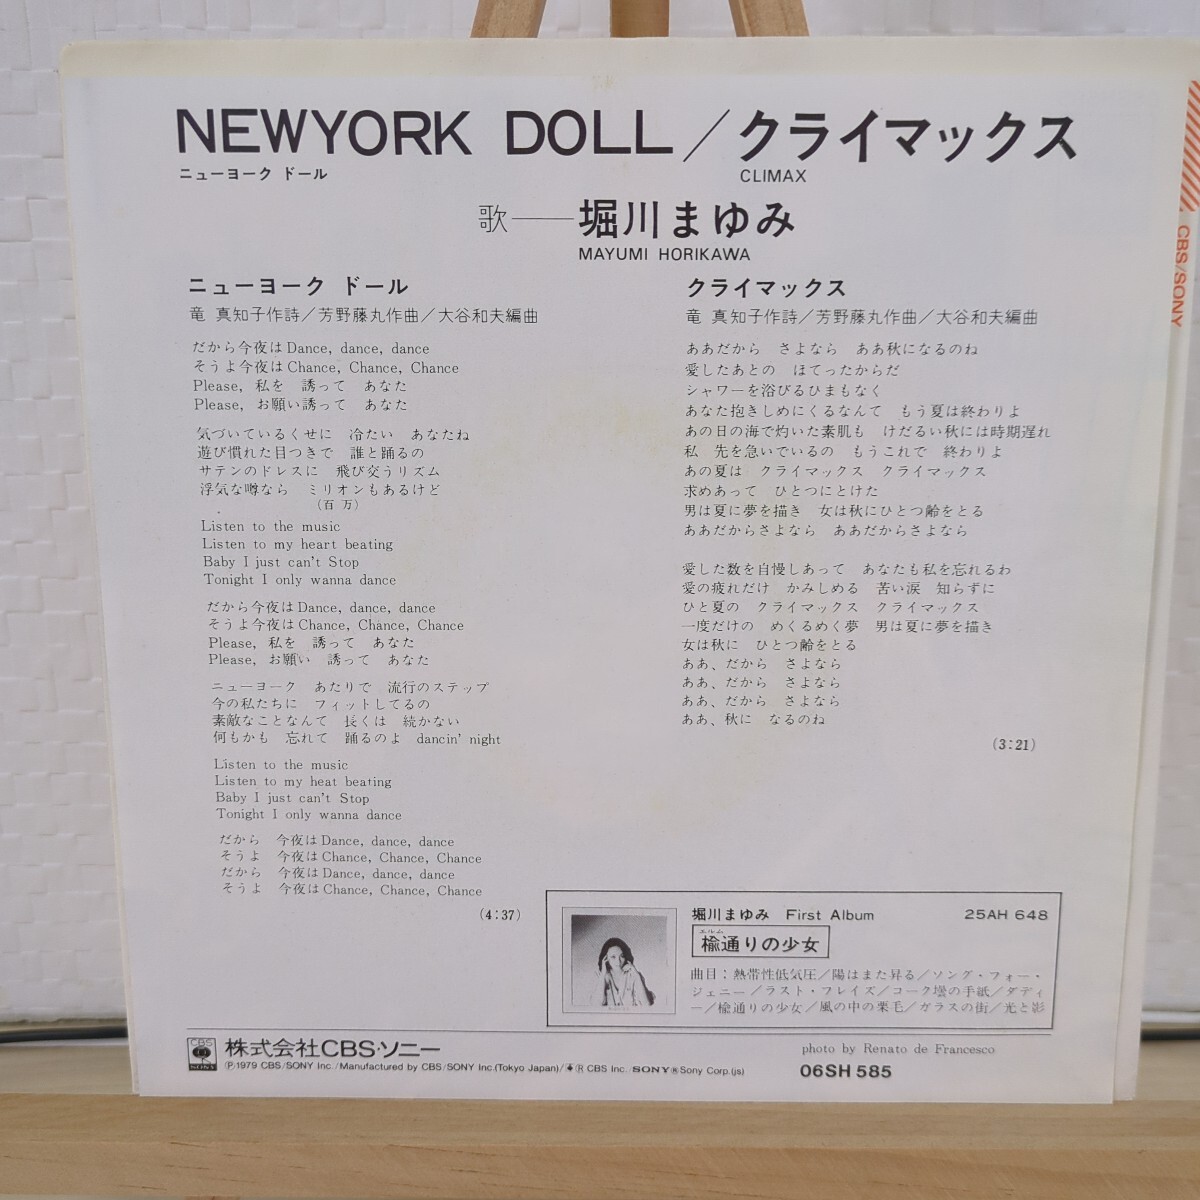 NEWYORK DOLL／クライマックス
ニューヨーク ドール
CLIMAX
歌――堀川まゆみ
MAYUMI HORIKAWA
ニューヨーク ドール
竜 真知子作詩／芳野藤丸作曲／大谷和夫編曲
だから今夜はDance, dance, dance
そうよ今夜はChance, Chance, Chance
Please, 私を 誘って あなた
Please, お願い誘って あなた
気づいているくせに 冷たい あなたね
遊び慣れた目つきで 誰と踊るの
サテンのドレスに 飛び交うリズム
浮気な噂なら ミリオンもあるけど
（百 万）
Listen to the music
Listen to my heart beating
Baby I just can't Stop
Tonight I only wanna dance
だから今夜はDance, dance, dance
そうよ今夜はChance, Chance, Chance
Please, 私を 誘って あなた
Please, お願い 誘って あなた
ニューヨーク あたりで 流行のステップ
今の私たちに フィットしてるの
素敵なことなんて 長くは 続かない
何もかも 忘れて 踊るのよ dancin' night
Listen to the music
Listen to my heat beating
Baby I just can't Stop
Tonight I only wanna dance
だから 今夜はDance, dance, dance
そうよ 今夜はChance, Chance, Chance
だから 今夜はDance, dance, dance
そうよ 今夜はChance, Chance, Chance
(4:37)
クライマックス
竜 真知子作詩／芳野藤丸作曲／大谷和夫編曲
ああだから さよなら ああ秋になるのね
愛したあとの ほてったからだ
シャワーを浴びるひまもなく
あなた抱きしめにくるなんて もう夏は終わりよ
あの日の海で灼いた素肌も けだるい秋には時期遅れ
私 先を急いでいるの もうこれで 終わりよ
あの夏は クライマックス クライマックス
求めあって ひとつにとけた
男は夏に夢を描き 女は秋にひとつ齢をとる
ああだからさよなら ああだからさよなら
愛した数を自慢しあって あなたも私を忘れるわ
愛の疲れだけ かみしめる 苦い涙 知らずに
ひと夏の クライマックス クライマックス
一度だけの めくるめく夢 男は夏に夢を描き
女は秋に ひとつ齢をとる
ああ、だから さよなら
ああ、だから さよなら
ああ、だから さよなら
ああ、秋に なるのね
(3:21)
CBS/SONY
堀川まゆみ First Album 25AH 648
エルム
楡通りの少女
曲目：熱帯性低気圧／陽はまた昇る／ソング・フォー・
ジェニー／ラスト・フレイズ／コーク壜の手紙／ダディ
ー／楡通りの少女／風の中の栗毛／ガラスの街／光と影
CBS
SONY
株式会社CBS・ソニー
Ⓟ1979 CBS/SONY Inc./Manufactured by CBS/SONY Inc.(Tokyo Japan)/Ⓡ CBS Inc./SONY®Sony Corp.(js)
photo by Renato de Francesco
06SH 585